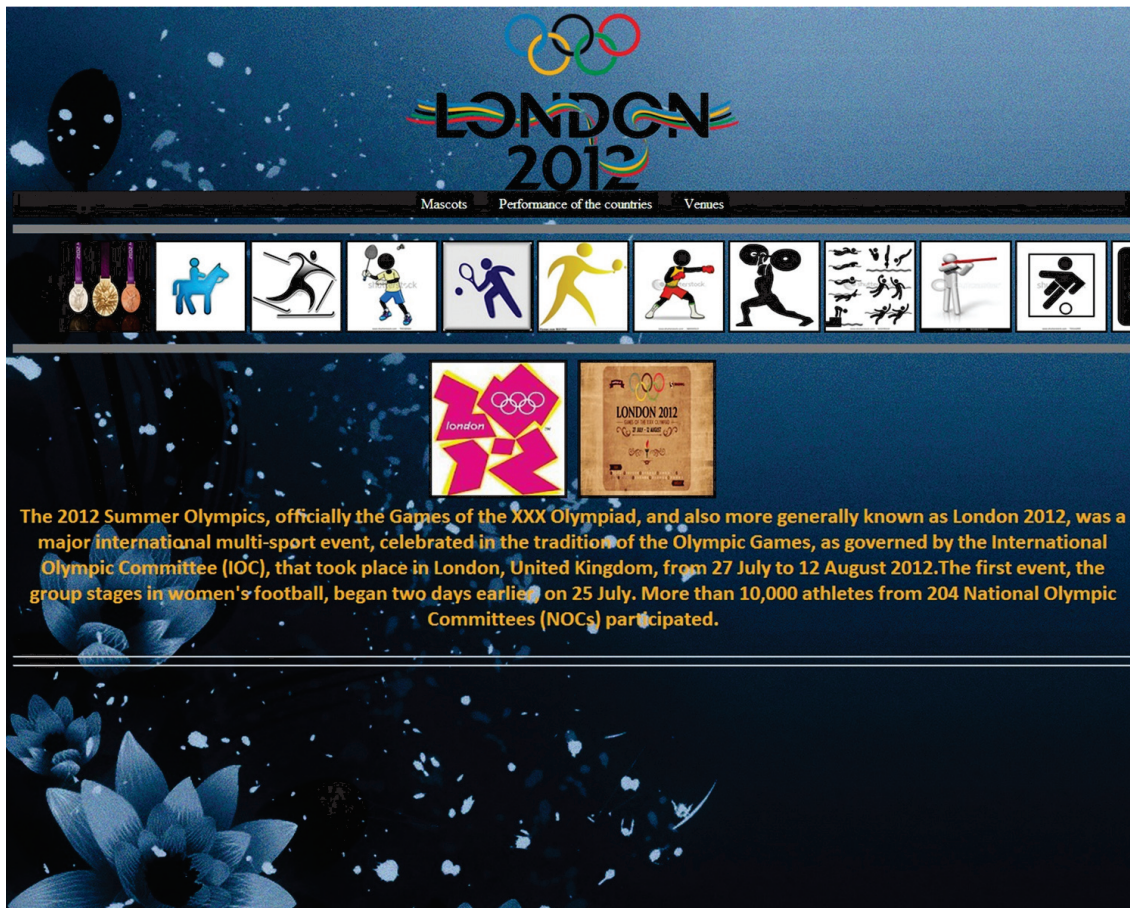 LONDON
2012
Mascots Performance of the countries Venues
london
LONDON 2012
27 JULY - 12 AUGUST
The 2012 Summer Olympics, officially the Games of the XXX Olympiad, and also more generally known as London 2012, was a
major international multi-sport event, celebrated in the tradition of the Olympic Games, as governed by the International
Olympic Committee (IOC), that took place in London, United Kingdom, from 27 July to 12 August 2012.The first event, the
group stages in women's football, began two days earlier, on 25 July. More than 10,000 athletes from 204 National Olympic
Committees (NOCs) participated.